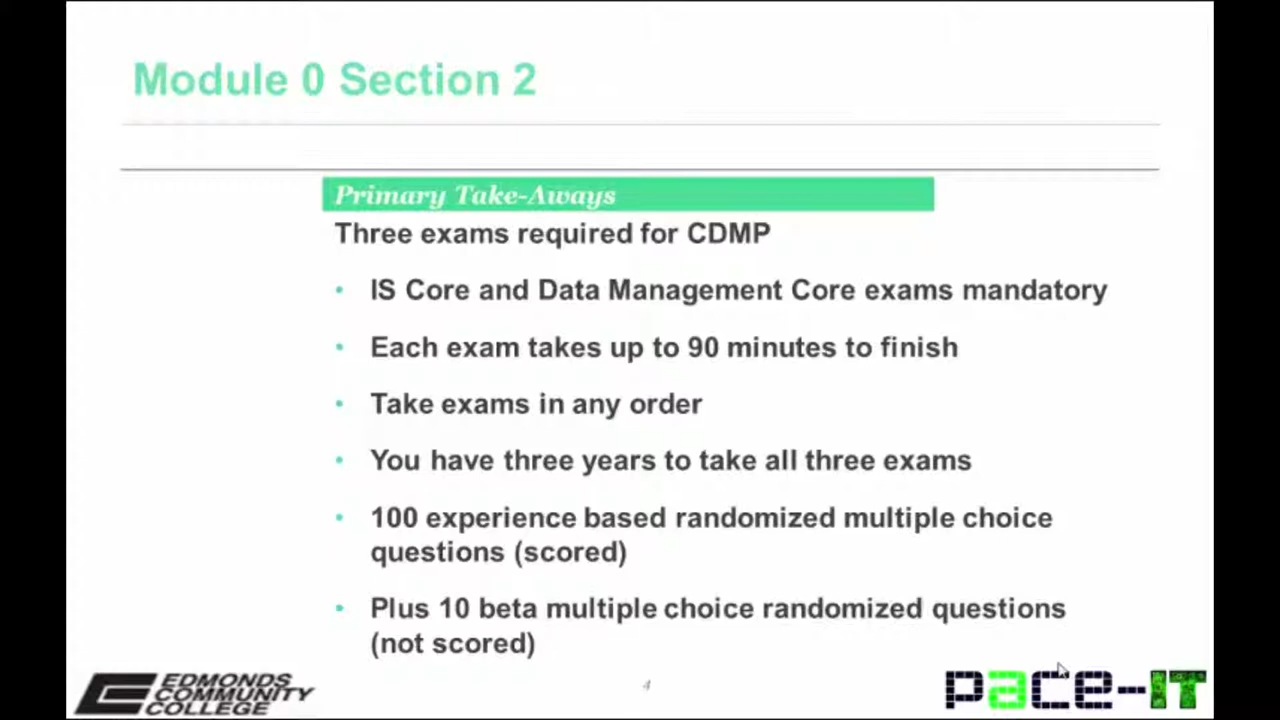 Module 0 Section 2
Primary Take-Aways
Three exams required for CDMP
• IS Core and Data Management Core exams mandatory
• Each exam takes up to 90 minutes to finish
• Take exams in any order
• You have three years to take all three exams
• 100 experience based randomized multiple choice
questions (scored)
• Plus 10 beta multiple choice randomized questions
(not scored)
EDMONDS
COMMUNITY
COLLEGE
4
pace-IT